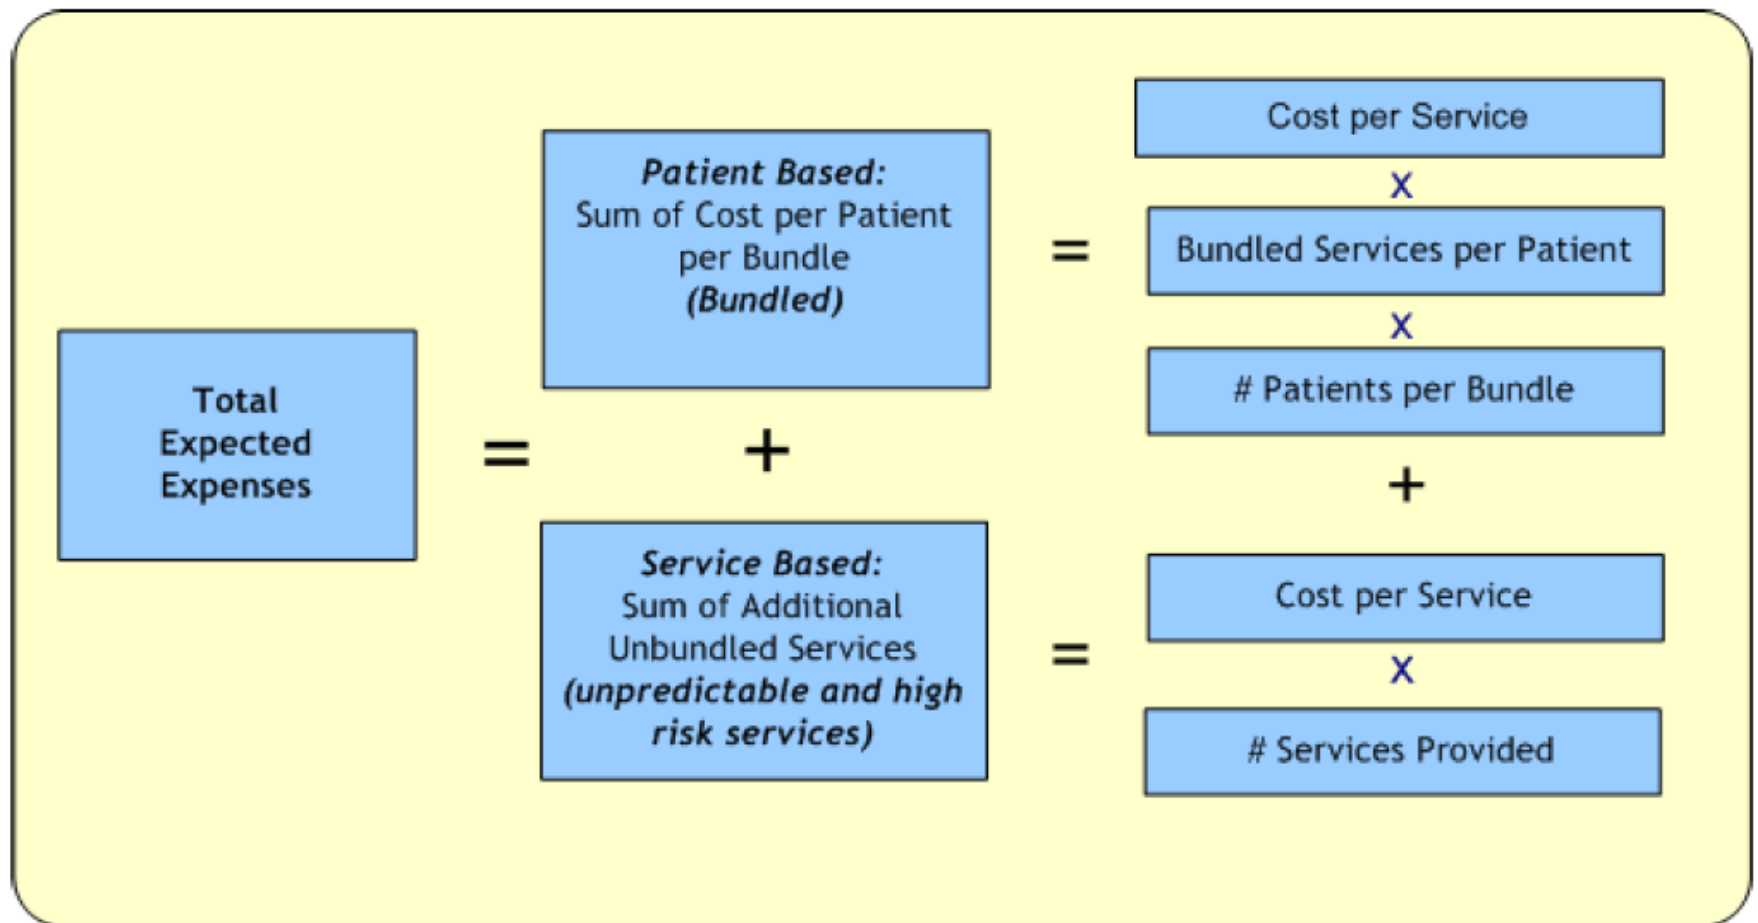 Total
Expected
Expenses
=
Patient Based:
Sum of Cost per Patient
per Bundle
(Bundled)
+
Service Based:
Sum of Additional
Unbundled Services
(unpredictable and high
risk services)
=
Cost per Service
x
Bundled Services per Patient
x
# Patients per Bundle
+
=
Cost per Service
x
# Services Provided